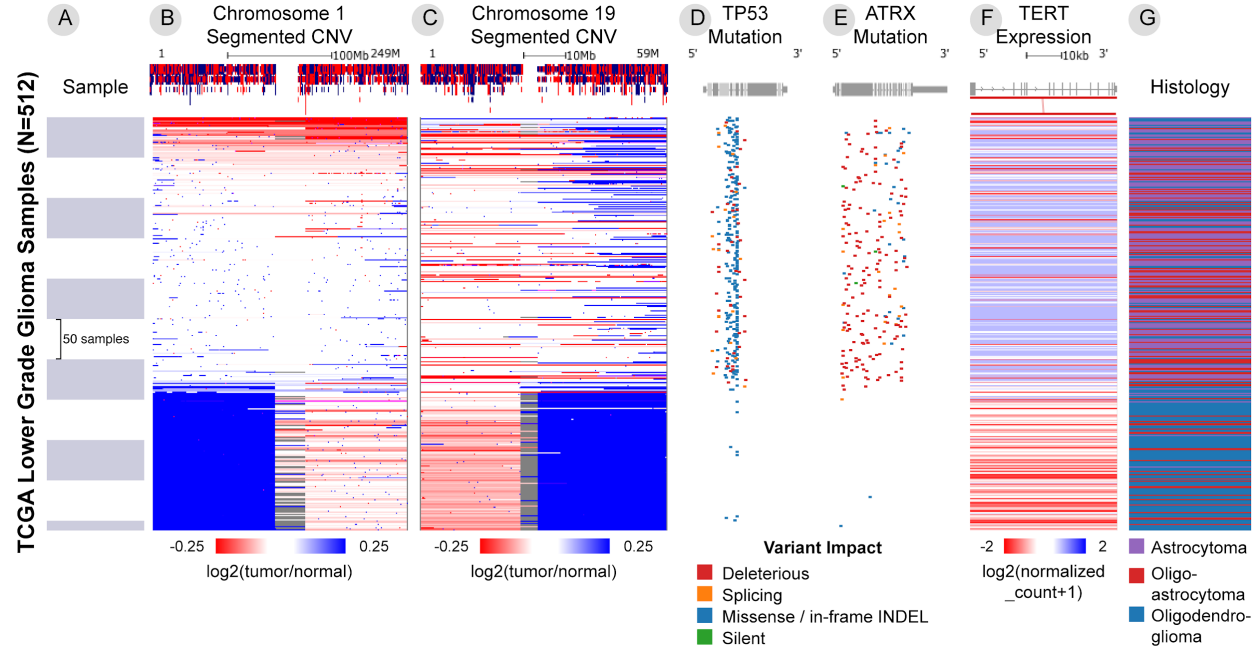 A
B
Chromosome 1
Segmented CNV
C
Chromosome 19
Segmented CNV
D
TP53
Mutation
E
ATRX
Mutation
F
TERT
Expression
G
1
100Mb
249M
1
10Mb
59M
5'
3'
5'
3'
5'
10kb
3'
Sample
Histology
TCGA Lower Grade Glioma Samples (N=512)
50 samples
-0.25
0.25
log2(tumor/normal)
-0.25
0.25
log2(tumor/normal)
Variant Impact
Deleterious
Splicing
Missense / in-frame INDEL
Silent
-2
2
log2(normalized
_count+1)
Astrocytoma
Oligo-
astrocytoma
Oligodendro-
glioma